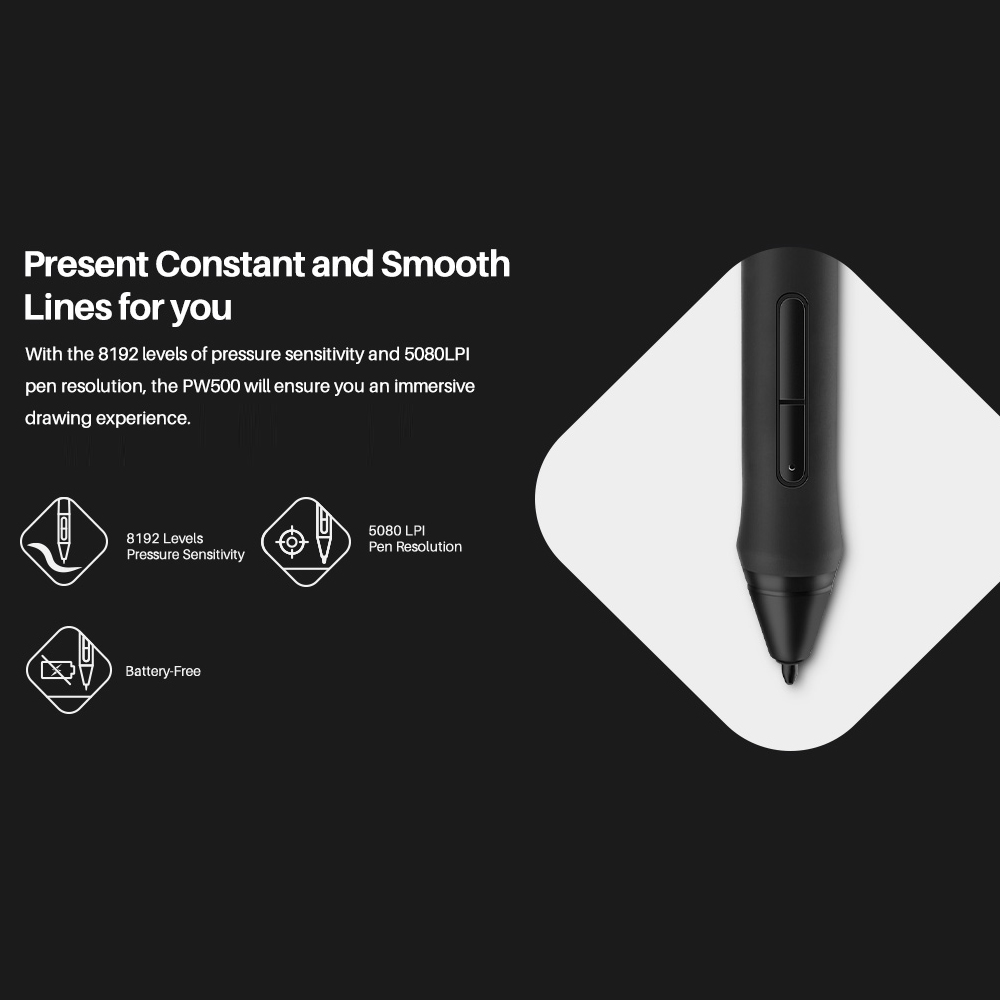 Present Constant and Smooth
Lines for you
With the 8192 levels of pressure sensitivity and 5080LPI
pen resolution, the PW500 will ensure you an immersive
drawing experience.
8192 Levels
Pressure Sensitivity
5080 LPI
Pen Resolution
Battery-Free